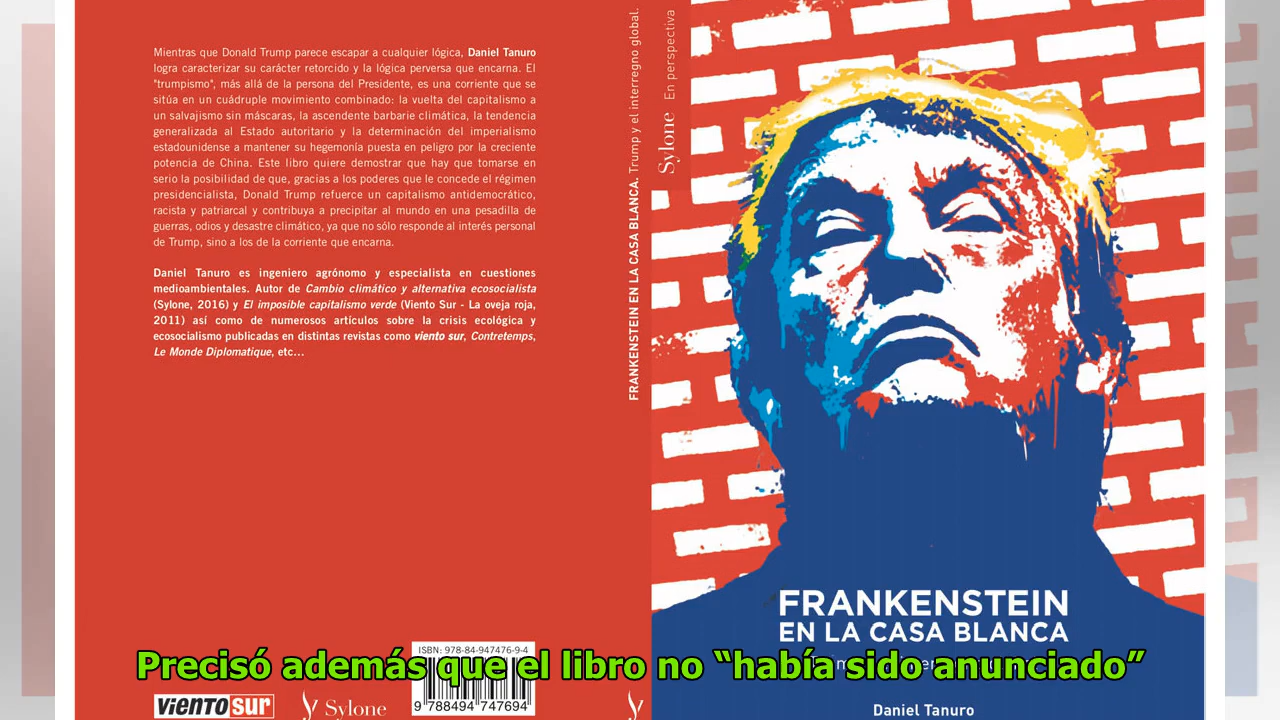 Mientras que Donald Trump parece escapar a cualquier lógica, Daniel Tanuro
logra caracterizar su carácter retorcido y la lógica perversa que encarna. El
"trumpismo", más allá de la persona del Presidente, es una corriente que se
sitúa en un cuádruple movimiento combinado: la vuelta del capitalismo a
un salvajismo sin máscaras, la ascendente barbarie climática, la tendencia
generalizada al Estado autoritario y la determinación del imperialismo
estadounidense a mantener su hegemonía puesta en peligro por la creciente
potencia de China. Este libro quiere demostrar que hay que tomarse en
serio la posibilidad de que, gracias a los poderes que le concede el régimen
presidencialista, Donald Trump refuerce un capitalismo antidemocrático,
racista y patriarcal y contribuya a precipitar al mundo en una pesadilla de
guerras, odios y desastre climático, ya que no sólo responde al interés personal
de Trump, sino a los de la corriente que encarna.
Daniel Tanuro es ingeniero agrónomo y especialista en cuestiones
medioambientales. Autor de Cambio climático y alternativa ecosocialista
(Sylone, 2016) y El imposible capitalismo verde (Viento Sur - La oveja roja,
2011) así como de numerosos artículos sobre la crisis ecológica y
ecosocialismo publicadas en distintas revistas como viento sur, Contretemps,
Le Monde Diplomatique, etc...
ISBN: 978-84-947476-9-4
9 788494 747694
viento sur
Sylone
FRANKENSTEIN EN LA CASA BLANCA. Trump y el interregno global.
Sylone En perspectiva
FRANKENSTEIN
EN LA CASA BLANCA
Daniel Tanuro
Precisó además que el libro no “había sido anunciado”